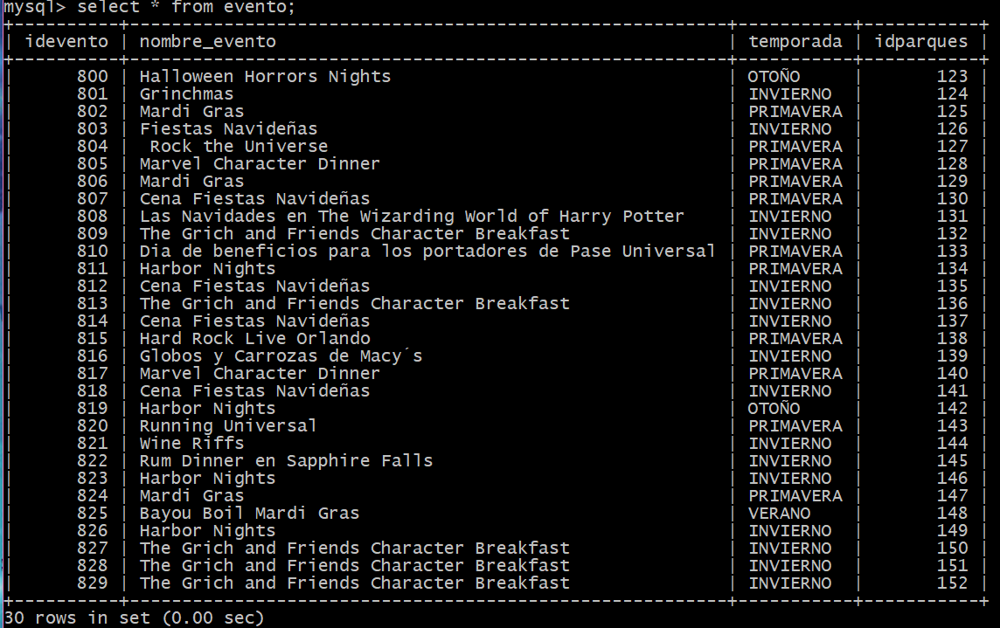 mysql> select * from evento;
+----------+----------------------------------------------------------+-----------+-----------+
| idevento | nombre_evento                                            | temporada | idparques |
+----------+----------------------------------------------------------+-----------+-----------+
|      800 | Halloween Horrors Nights                                 | OTOÑO     |       123 |
|      801 | Grinchmas                                                | INVIERNO  |       124 |
|      802 | Mardi Gras                                               | PRIMAVERA |       125 |
|      803 | Fiestas Navideñas                                        | INVIERNO  |       126 |
|      804 |  Rock the Universe                                       | PRIMAVERA |       127 |
|      805 | Marvel Character Dinner                                  | PRIMAVERA |       128 |
|      806 | Mardi Gras                                               | PRIMAVERA |       129 |
|      807 | Cena Fiestas Navideñas                                   | PRIMAVERA |       130 |
|      808 | Las Navidades en The Wizarding World of Harry Potter     | INVIERNO  |       131 |
|      809 | The Grich and Friends Character Breakfast                | INVIERNO  |       132 |
|      810 | Dia de beneficios para los portadores de Pase Universal  | PRIMAVERA |       133 |
|      811 | Harbor Nights                                            | PRIMAVERA |       134 |
|      812 | Cena Fiestas Navideñas                                   | INVIERNO  |       135 |
|      813 | The Grich and Friends Character Breakfast                | INVIERNO  |       136 |
|      814 | Cena Fiestas Navideñas                                   | INVIERNO  |       137 |
|      815 | Hard Rock Live Orlando                                   | PRIMAVERA |       138 |
|      816 | Globos y Carrozas de Macy´s                              | INVIERNO  |       139 |
|      817 | Marvel Character Dinner                                  | PRIMAVERA |       140 |
|      818 | Cena Fiestas Navideñas                                   | INVIERNO  |       141 |
|      819 | Harbor Nights                                            | OTOÑO     |       142 |
|      820 | Running Universal                                        | PRIMAVERA |       143 |
|      821 | Wine Riffs                                               | INVIERNO  |       144 |
|      822 | Rum Dinner en Sapphire Falls                             | INVIERNO  |       145 |
|      823 | Harbor Nights                                            | INVIERNO  |       146 |
|      824 | Mardi Gras                                               | PRIMAVERA |       147 |
|      825 | Bayou Boil Mardi Gras                                    | VERANO    |       148 |
|      826 | Harbor Nights                                            | INVIERNO  |       149 |
|      827 | The Grich and Friends Character Breakfast                | INVIERNO  |       150 |
|      828 | The Grich and Friends Character Breakfast                | INVIERNO  |       151 |
|      829 | The Grich and Friends Character Breakfast                | INVIERNO  |       152 |
+----------+----------------------------------------------------------+-----------+-----------+
30 rows in set (0.00 sec)